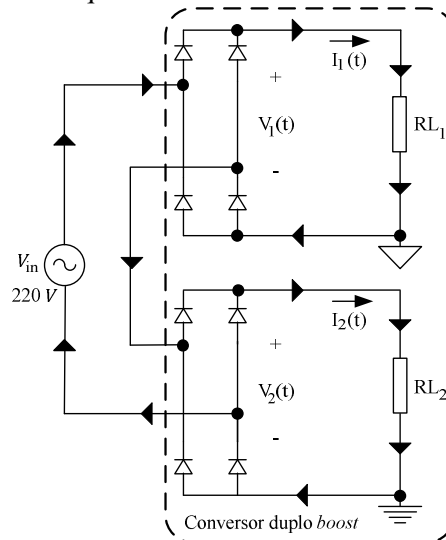 I1(t)
+
V1(t)
-
RL1
Vin
220 V
I2(t)
+
V2(t)
-
RL2
Conversor duplo boost